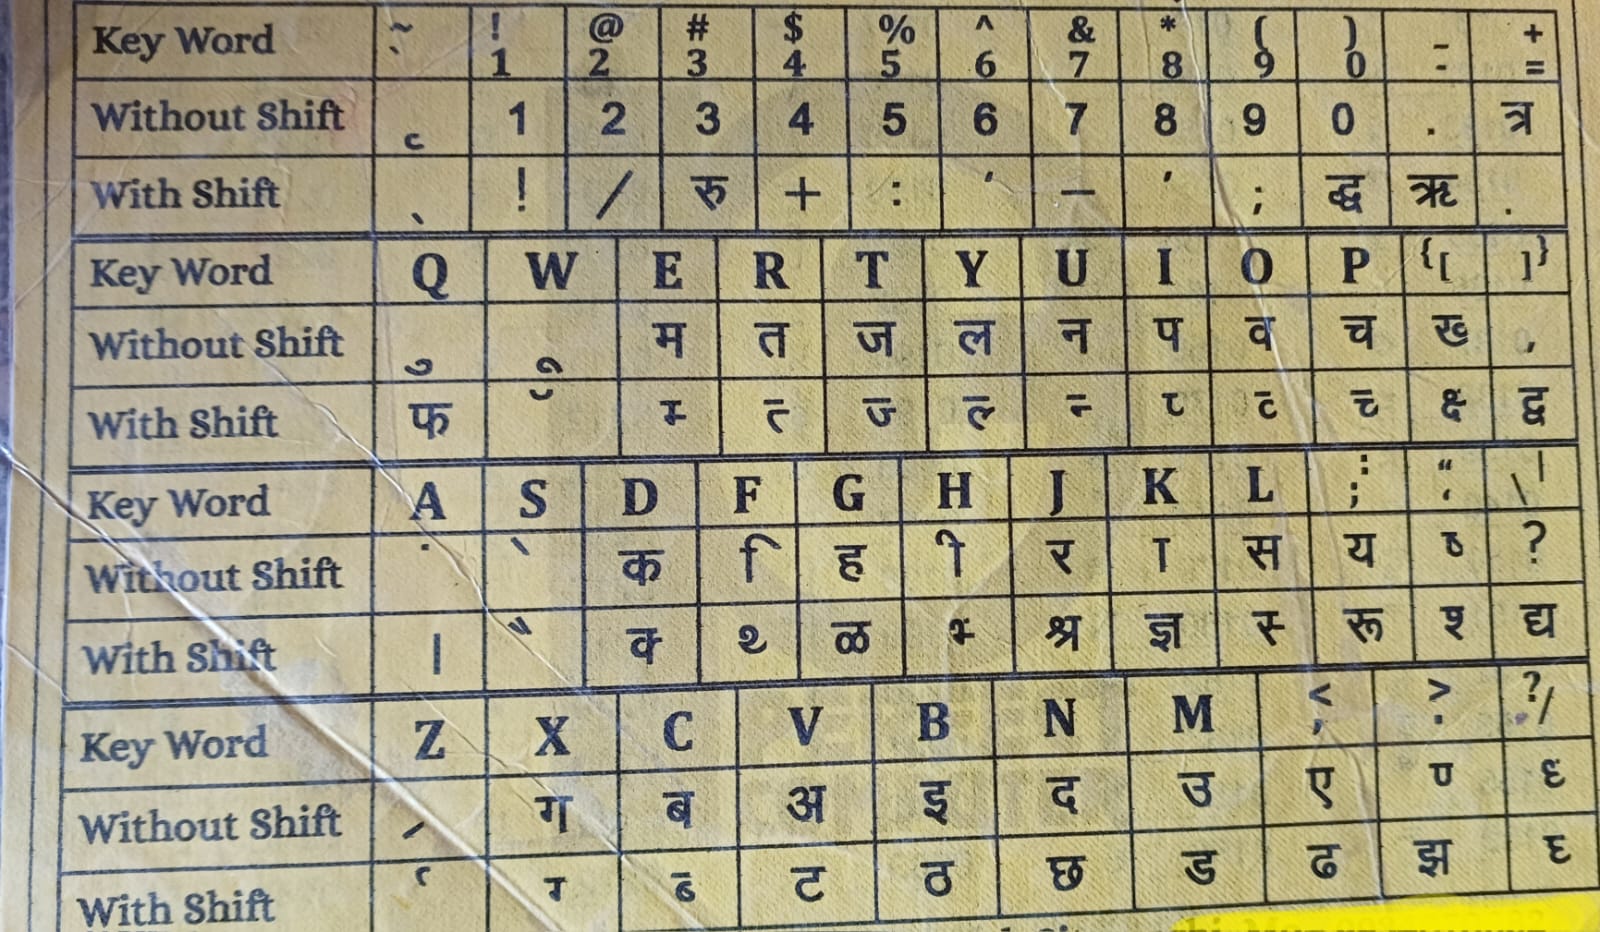 Key Word ~ ` ! 1 @ 2 # 3 $ 4 % 5 ^ 6 & 7 * 8 ( 9 ) 0 _ - + =
Without Shift 1 2 3 4 5 6 7 8 9 0 . त्र
With Shift ! / रु + : ‘ – ’ ; द्ध ऋ .
Key Word Q W E R T Y U I O P { [ ] }
Without Shift ु ू म त ज ल न प व च ख् ,
With Shift फ ँ म् त् ज् ल् न् प् व् च् क्ष् द्व
Key Word A S D F G H J K L : ; “ ‘ \ |
Without Shift ं े क ि ह ी र ा स य ष् ?
With Shift । ै क् थ् ळ भ् श्र ज्ञ स् रू श् द्य
Key Word Z X C V B N M < , > . ? /
Without Shift ्र ग ब अ इ द उ ए ण् ध्
With Shift र् ग् ब् ट ठ छ ड ढ झ घ्